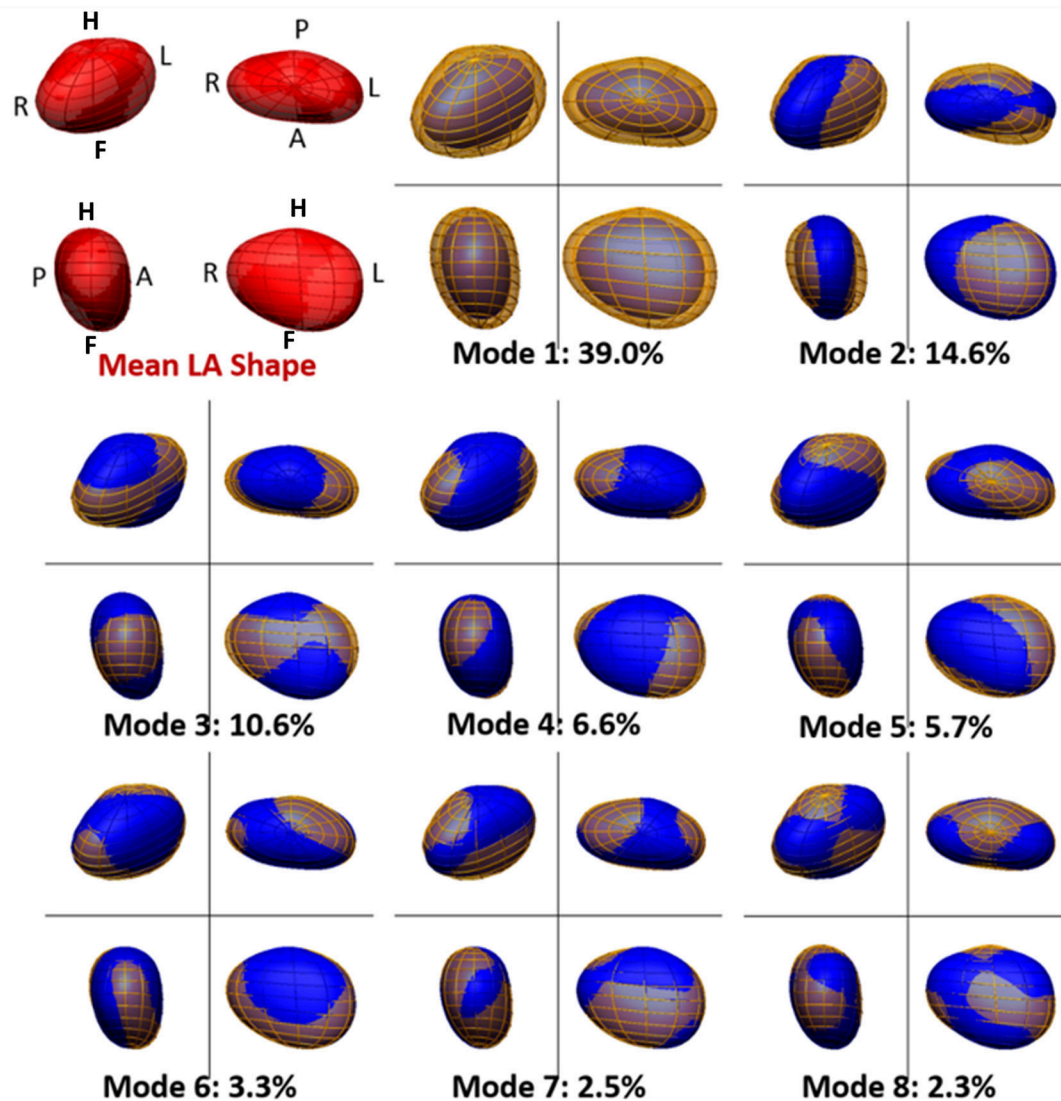 H
P
L
R
R
L
A
F
H
H
P
A
R
L
F
F
Mean LA Shape
Mode 1: 39.0%
Mode 2: 14.6%
Mode 3: 10.6%
Mode 4: 6.6%
Mode 5: 5.7%
Mode 6: 3.3%
Mode 7: 2.5%
Mode 8: 2.3%